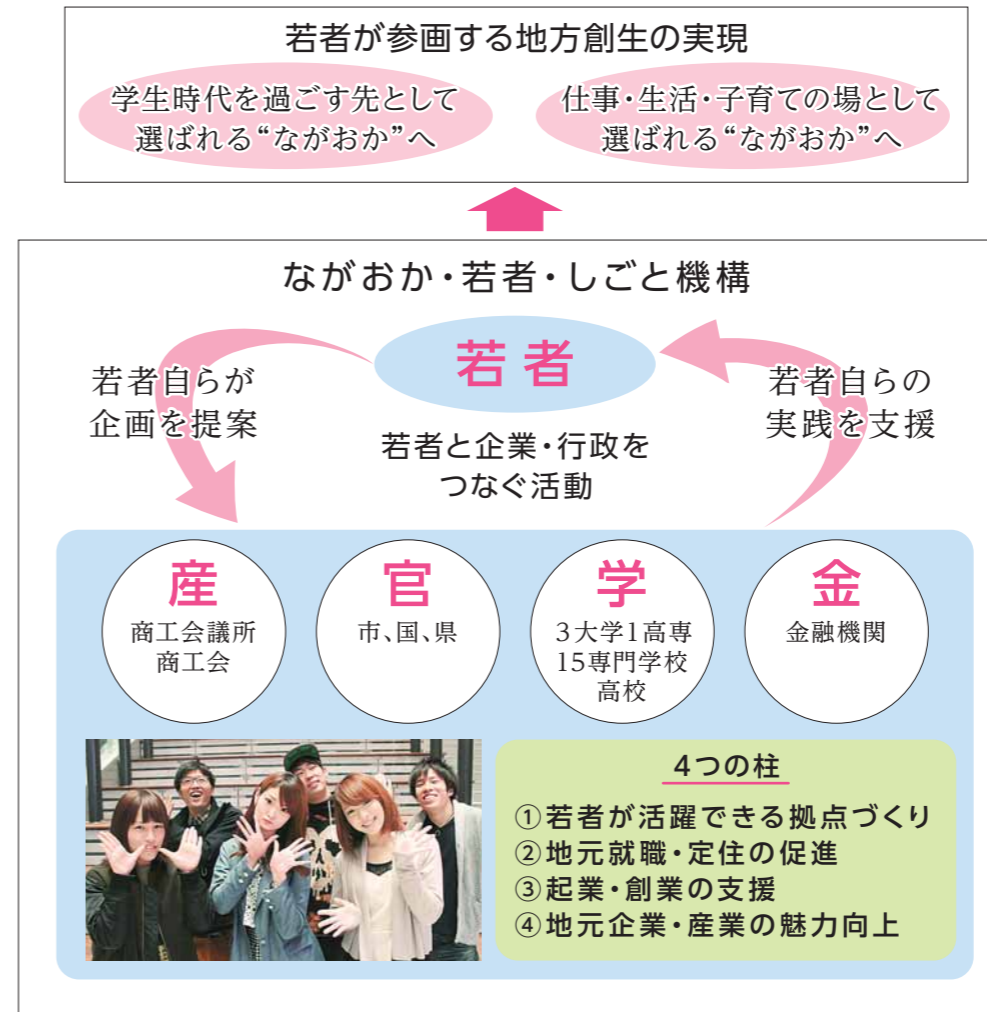 若者が参画する地方創生の実現
学生時代を過ごす先として
選ばれる“ながおか”へ
仕事・生活・子育ての場として
選ばれる“ながおか”へ
ながおか・若者・しごと機構
若者
若者自らが
企画を提案
若者自らの
実践を支援
若者と企業・行政を
つなぐ活動
産
商工会議所
商工会
官
市、国、県
学
3大学1高専
15専門学校
高校
金
金融機関
4つの柱
①若者が活躍できる拠点づくり
②地元就職・定住の促進
③起業・創業の支援
④地元企業・産業の魅力向上